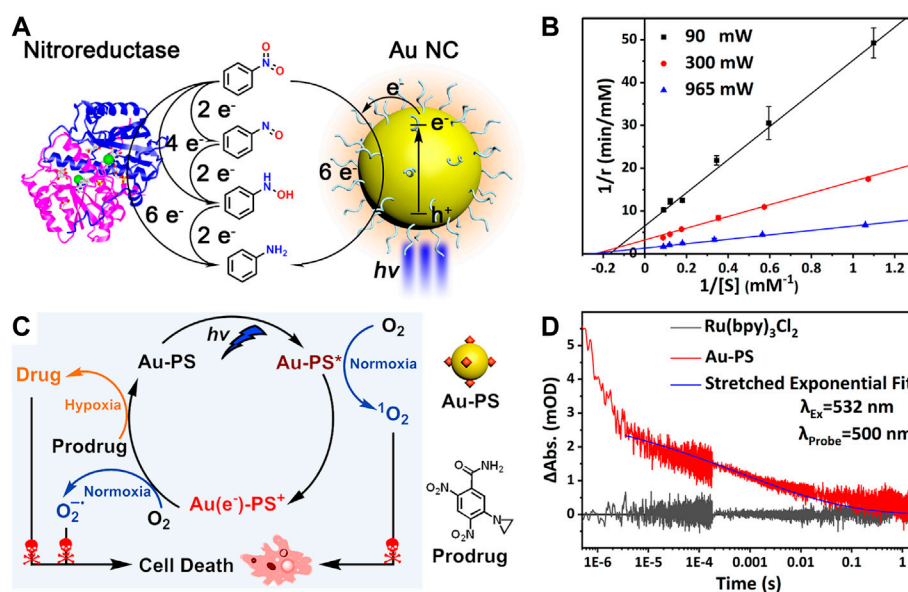 A
Nitroreductase
Au NC
N
O
O
2 e⁻
4 e⁻
N
O
2 e⁻
H
N
OH
6 e⁻
2 e⁻
NH₂
e⁻
e⁻
6 e⁻
h⁺
hv
B
90 mW
300 mW
965 mW
1/r (min/mM)
50
40
30
20
10
0
-0.2 0.0 0.2 0.4 0.6 0.8 1.0 1.2
1/[S] (mM⁻¹)
C
hv
Au-PS
Au-PS*
O₂
Normoxia
¹O₂
Drug
Hypoxia
Prodrug
Normoxia
O₂⁻·
O₂
Au(e⁻)-PS⁺
Cell Death
Au-PS
O
NH₂
O₂N
N
NO₂
Prodrug
D
Ru(bpy)₃Cl₂
Au-PS
Stretched Exponential Fit
λEx=532 nm
λProbe=500 nm
ΔAbs. (mOD)
5
4
3
2
1
0
1E-6 1E-5 1E-4 0.001 0.01 0.1 1
Time (s)